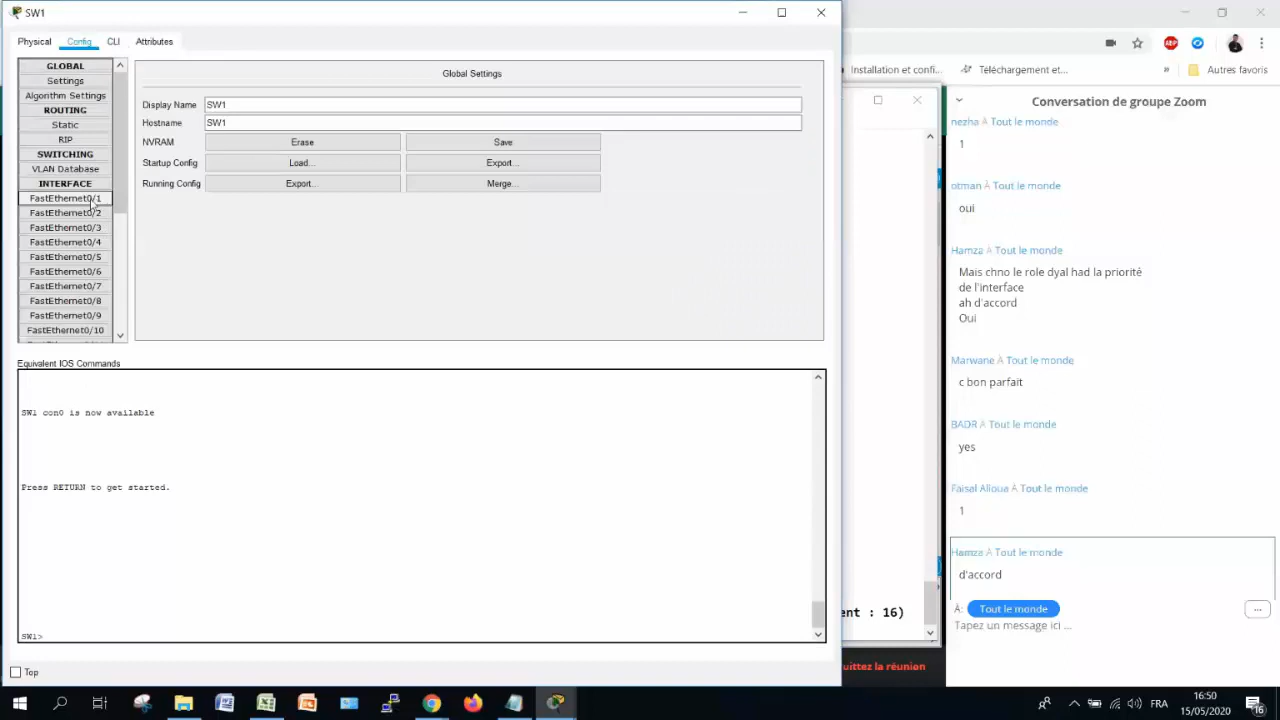 SW1
Physical
Config
CLI
Attributes
GLOBAL
Settings
Algorithm Settings
ROUTING
Static
RIP
SWITCHING
VLAN Database
INTERFACE
FastEthernet0/1
FastEthernet0/2
FastEthernet0/3
FastEthernet0/4
FastEthernet0/5
FastEthernet0/6
FastEthernet0/7
FastEthernet0/8
FastEthernet0/9
FastEthernet0/10
Global Settings
Display Name SW1
Hostname SW1
NVRAM Erase Save
Startup Config Load... Export...
Running Config Export... Merge...
Equivalent IOS Commands
SW1 con0 is now available
Press RETURN to get started.
SW1>
Top
ABP
Installation et confi...
Téléchargement et...
»
Autres favoris
ent : 16)
uittez la réunion
Conversation de groupe Zoom
nezha À Tout le monde
1
otman À Tout le monde
oui
Hamza À Tout le monde
Mais chno le role dyal had la priorité
de l'interface
ah d'accord
Oui
Marwane À Tout le monde
c bon parfait
BADR À Tout le monde
yes
Faisal Alloua À Tout le monde
1
Hamza À Tout le monde
d'accord
À: Tout le monde ...
Tapez un message ici ...
FRA
16:50
15/05/2020
16